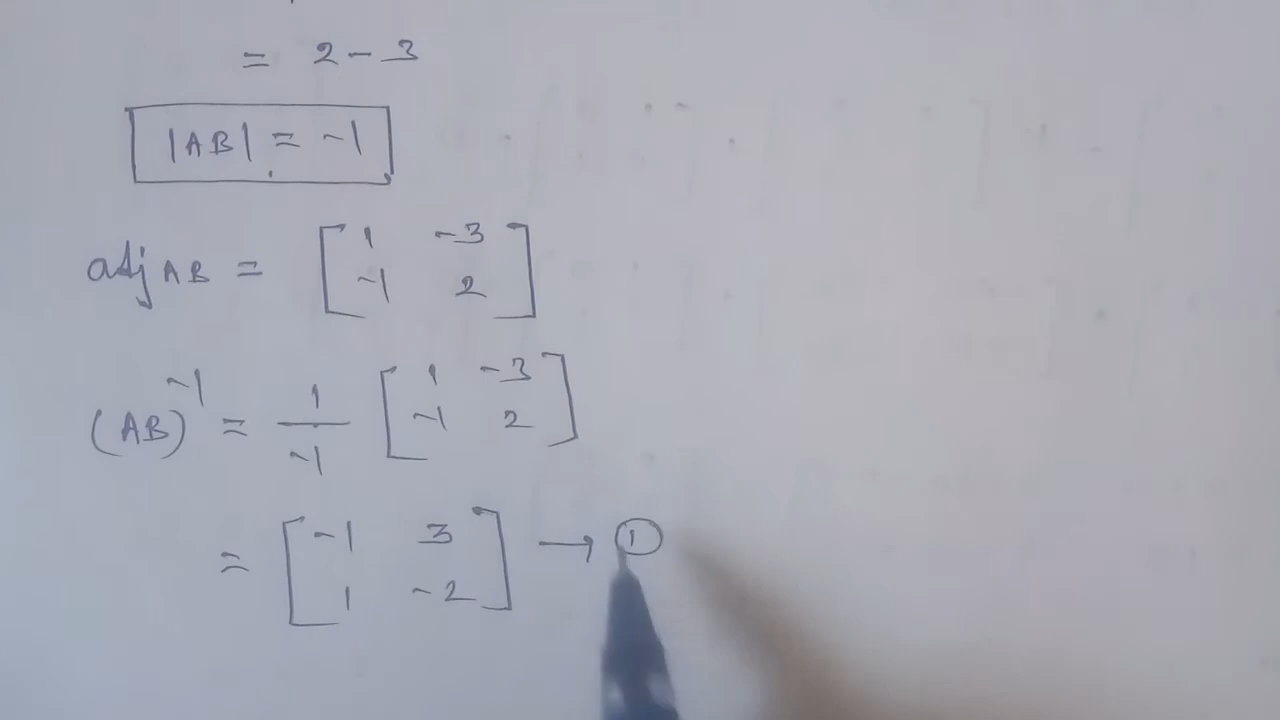 = 2 - 3
|AB| = -1
adj AB = [ 1 -3
-1 2 ]
(AB)^-1 = 1/-1 [ 1 -3
-1 2 ]
= [ -1 3
1 -2 ] → ①